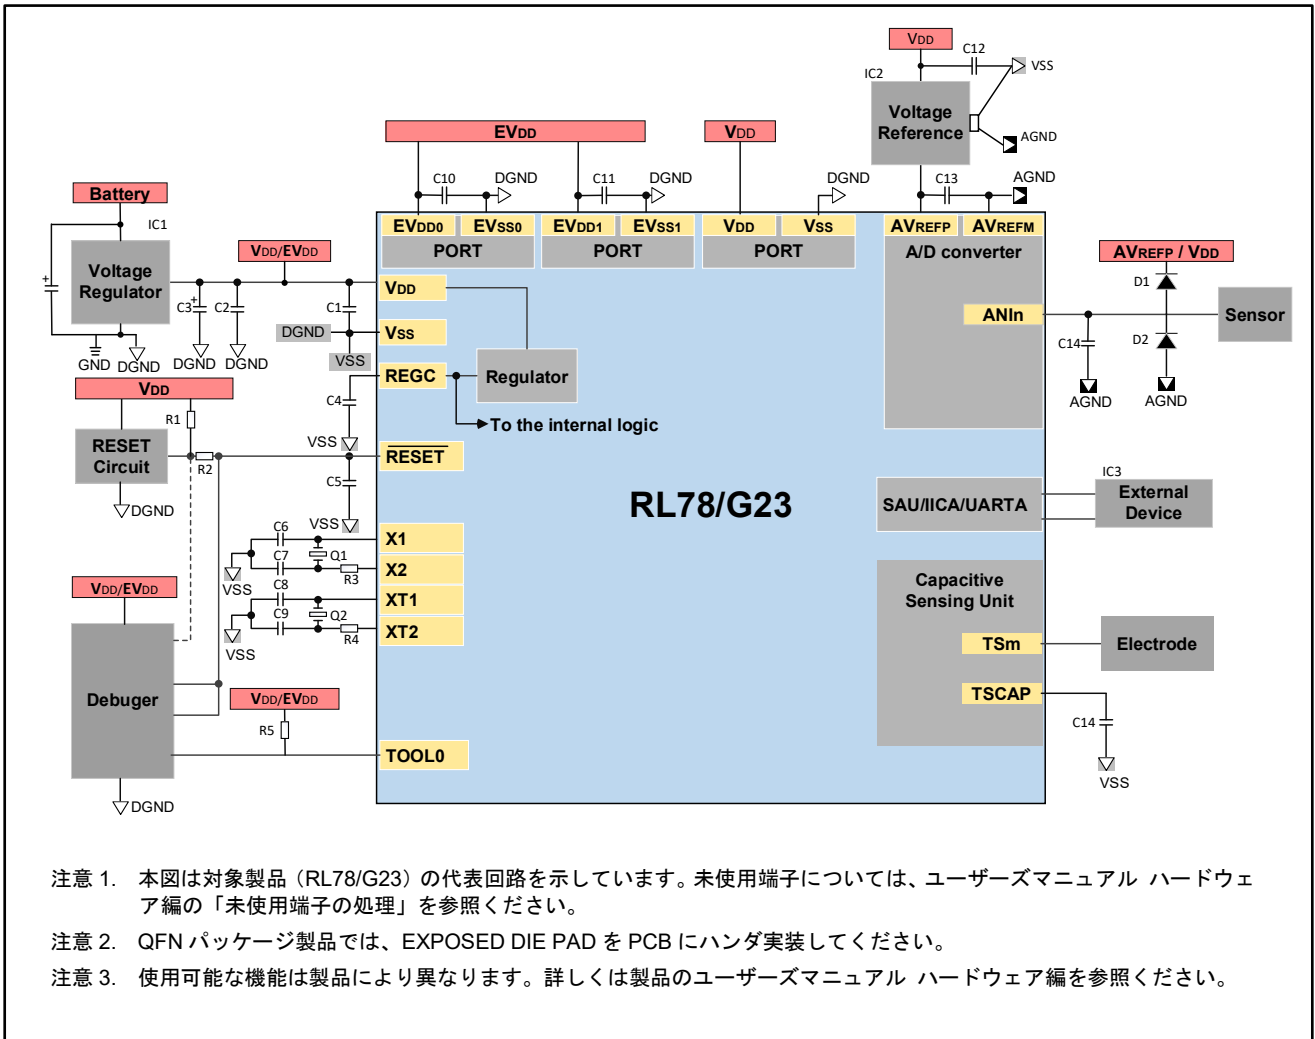 VDD
C12
VSS
IC2
Voltage
Reference
AGND
EVDD
VDD
C10
DGND
C11
DGND
DGND
C13
AGND
Battery
IC1
Voltage
Regulator
VDD/EVDD
EVDD0
EVSS0
PORT
EVDD1
EVSS1
PORT
VDD
VSS
PORT
AVREFP
AVREFM
A/D converter
AVREFP / VDD
D1
D2
Sensor
ANIn
C14
AGND
AGND
+
+
C3
C2
C1
VDD
DGND
VSS
VSS
GND
DGND
DGND
DGND
REGC
Regulator
C4
To the internal logic
VSS
VDD
R1
RESET
Circuit
R2
RESET
C5
DGND
VSS
RL78/G23
SAU/IICA/UARTA
IC3
External
Device
C6
X1
C7
Q1
R3
X2
VSS
C8
XT1
C9
Q2
R4
XT2
VSS
Capacitive
Sensing Unit
TSm
Electrode
TSCAP
C14
VSS
VDD/EVDD
Debuger
VDD/EVDD
R5
TOOL0
DGND
注意 1. 本図は対象製品（RL78/G23）の代表回路を示しています。未使用端子については、ユーザーズマニュアル ハードウェ
ア編の「未使用端子の処理」を参照ください。
注意 2. QFN パッケージ製品では、EXPOSED DIE PAD を PCB にハンダ実装してください。
注意 3. 使用可能な機能は製品により異なります。詳しくは製品のユーザーズマニュアル ハードウェア編を参照ください。